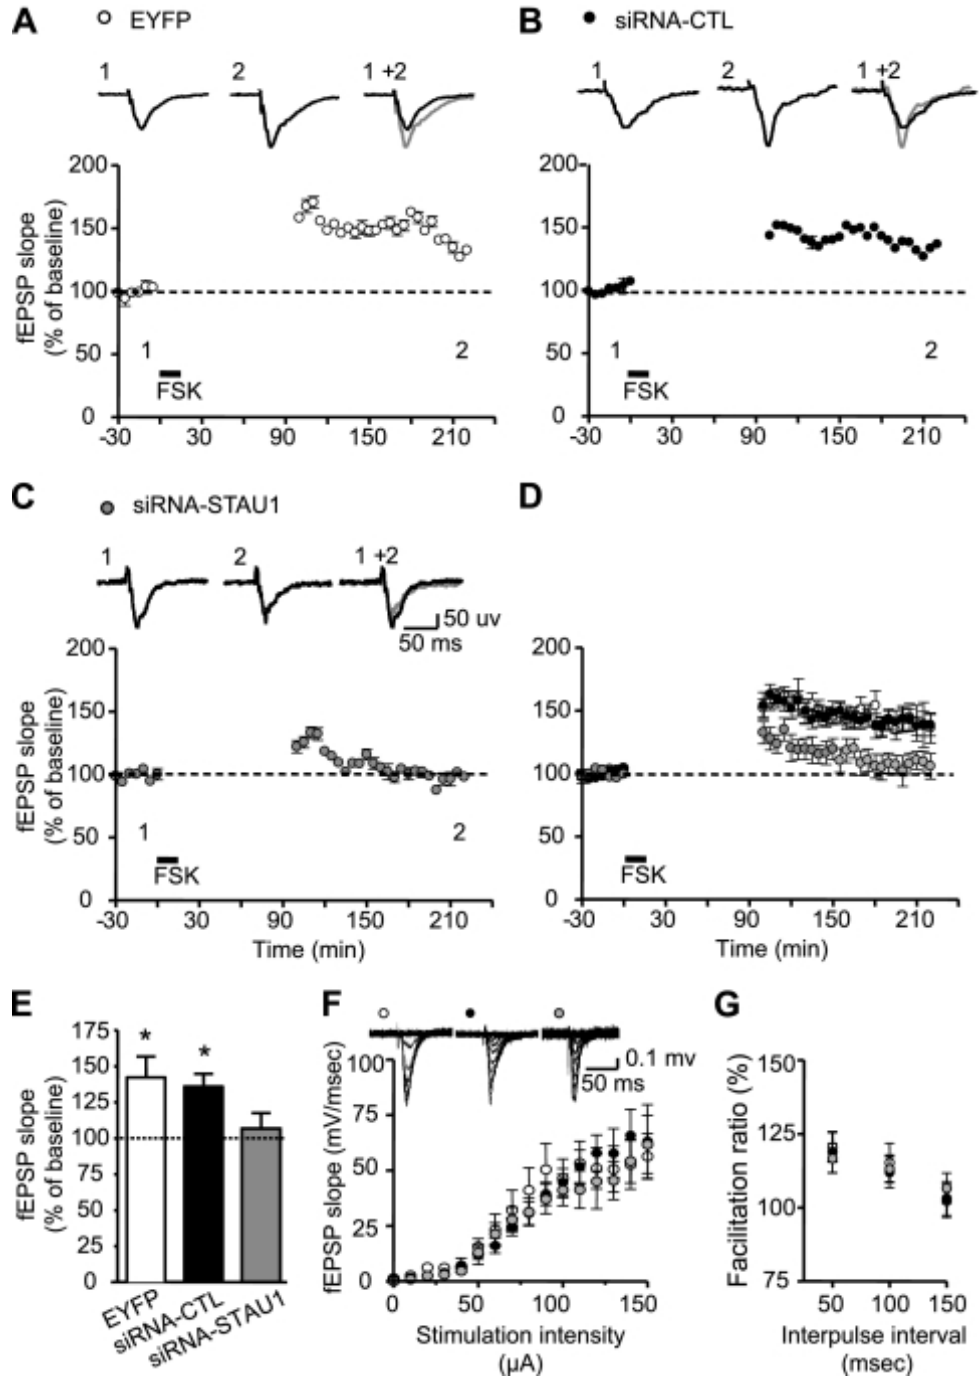 A EYFP
B siRNA-CTL
1 2 1 +2
1 2 1 +2
200
150
100
50
0
fEPSP slope
(% of baseline)
1 2
FSK
-30 30 90 150 210
200
150
100
50
0
1 2
FSK
-30 30 90 150 210
C siRNA-STAU1
1 2 1 +2
50 uv
50 ms
200
150
100
50
0
fEPSP slope
(% of baseline)
1 2
FSK
-30 30 90 150 210
Time (min)
D
200
150
100
50
0
FSK
-30 30 90 150 210
Time (min)
E
175
150
125
100
75
50
25
0
fEPSP slope
(% of baseline)
* *
EYFP
siRNA-CTL
siRNA-STAU1
F
0.1 mv
50 ms
100
75
50
25
0
fEPSP slope (mV/msec)
0 50 100 150
Stimulation intensity
(µA)
G
125
100
75
Facilitation ratio (%)
50 100 150
Interpulse interval
(msec)